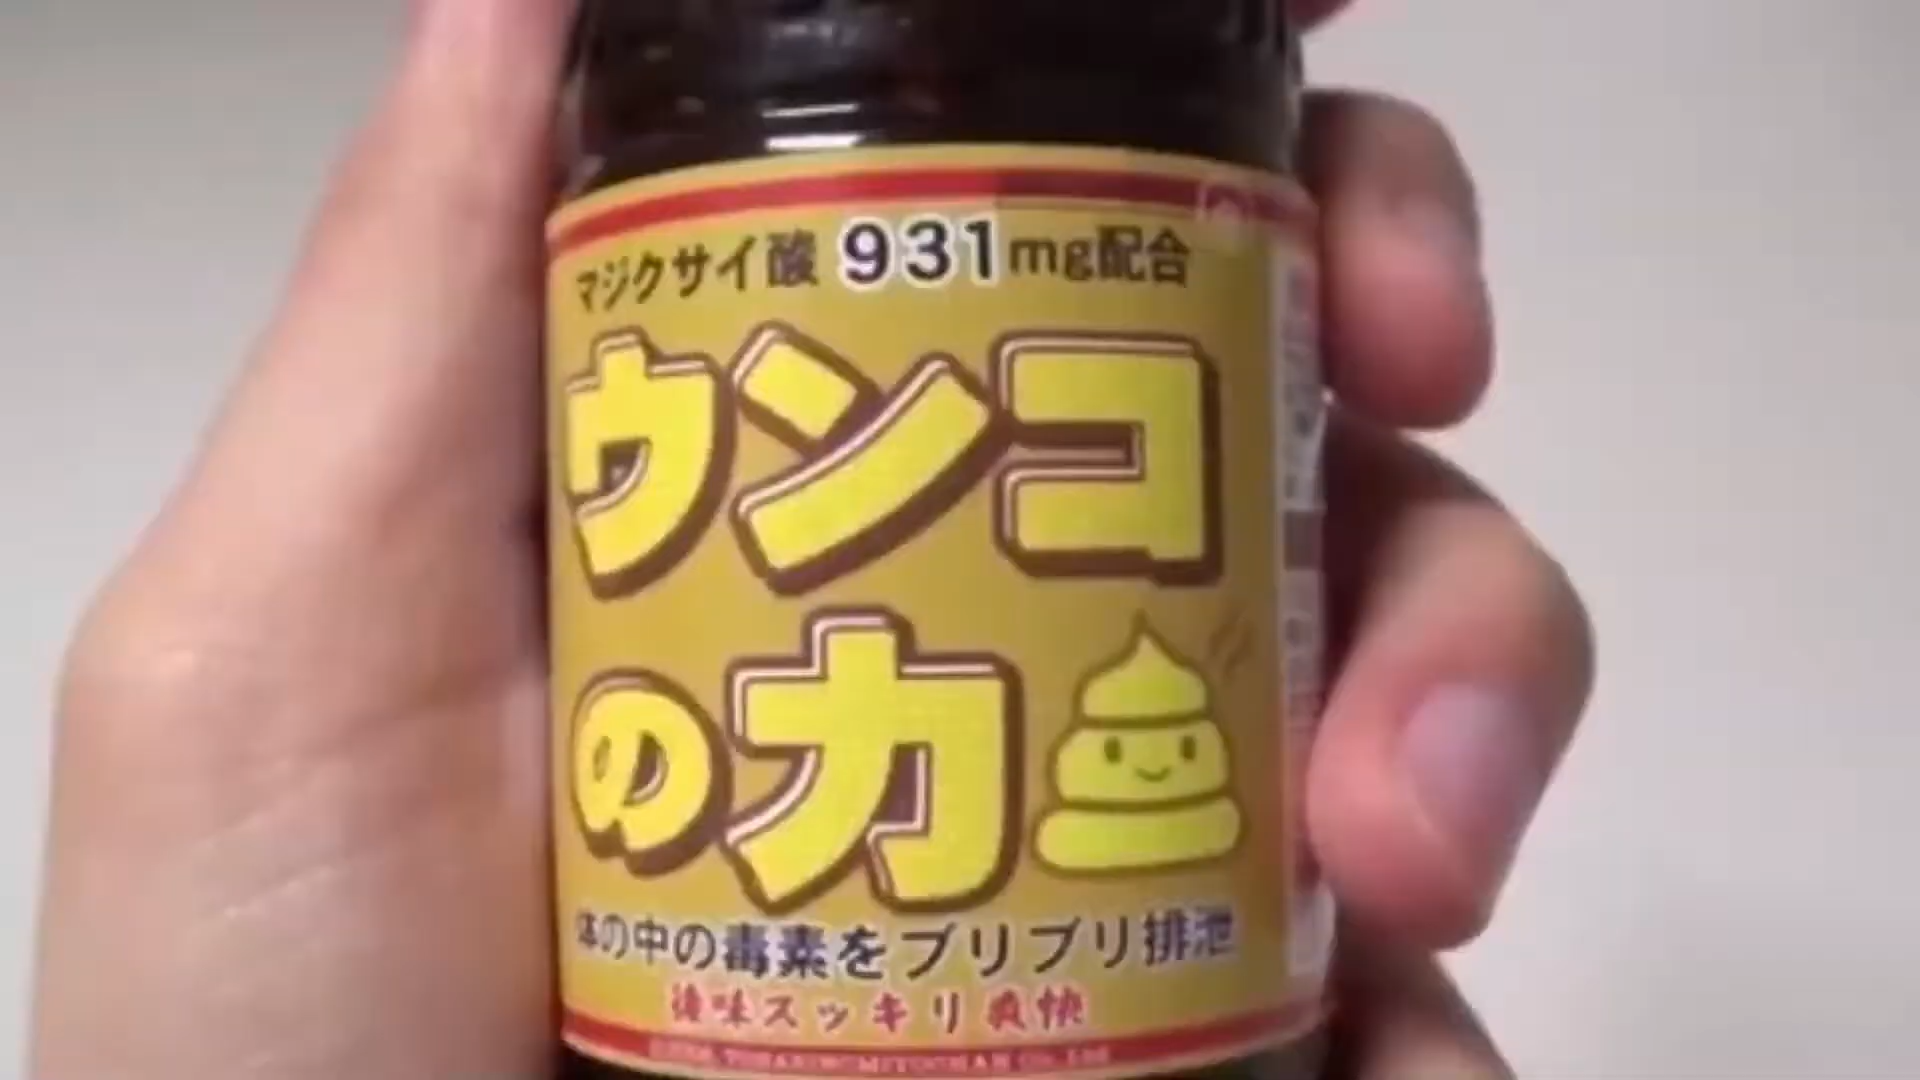 マジクサイ酸 931mg配合
ウンコ
の力
体の中の毒素をブリブリ排泄
後味スッキリ爽快